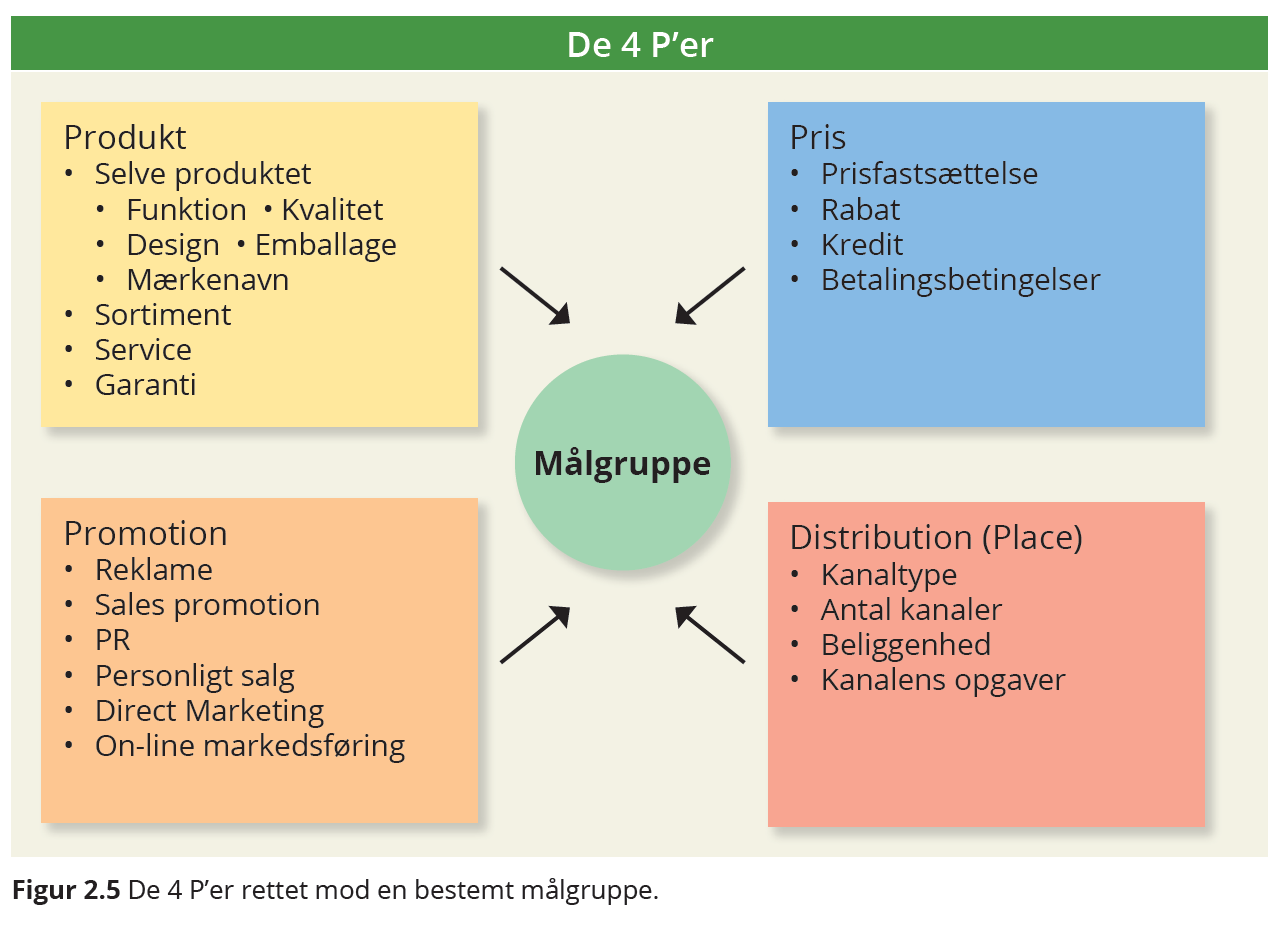 De 4 P’er
Produkt
• Selve produktet
• Funktion • Kvalitet
• Design • Emballage
• Mærkenavn
• Sortiment
• Service
• Garanti
Pris
• Prisfastsættelse
• Rabat
• Kredit
• Betalingsbetingelser
Målgruppe
Promotion
• Reklame
• Sales promotion
• PR
• Personligt salg
• Direct Marketing
• On-line markedsføring
Distribution (Place)
• Kanaltype
• Antal kanaler
• Beliggenhed
• Kanalens opgaver
Figur 2.5 De 4 P’er rettet mod en bestemt målgruppe.